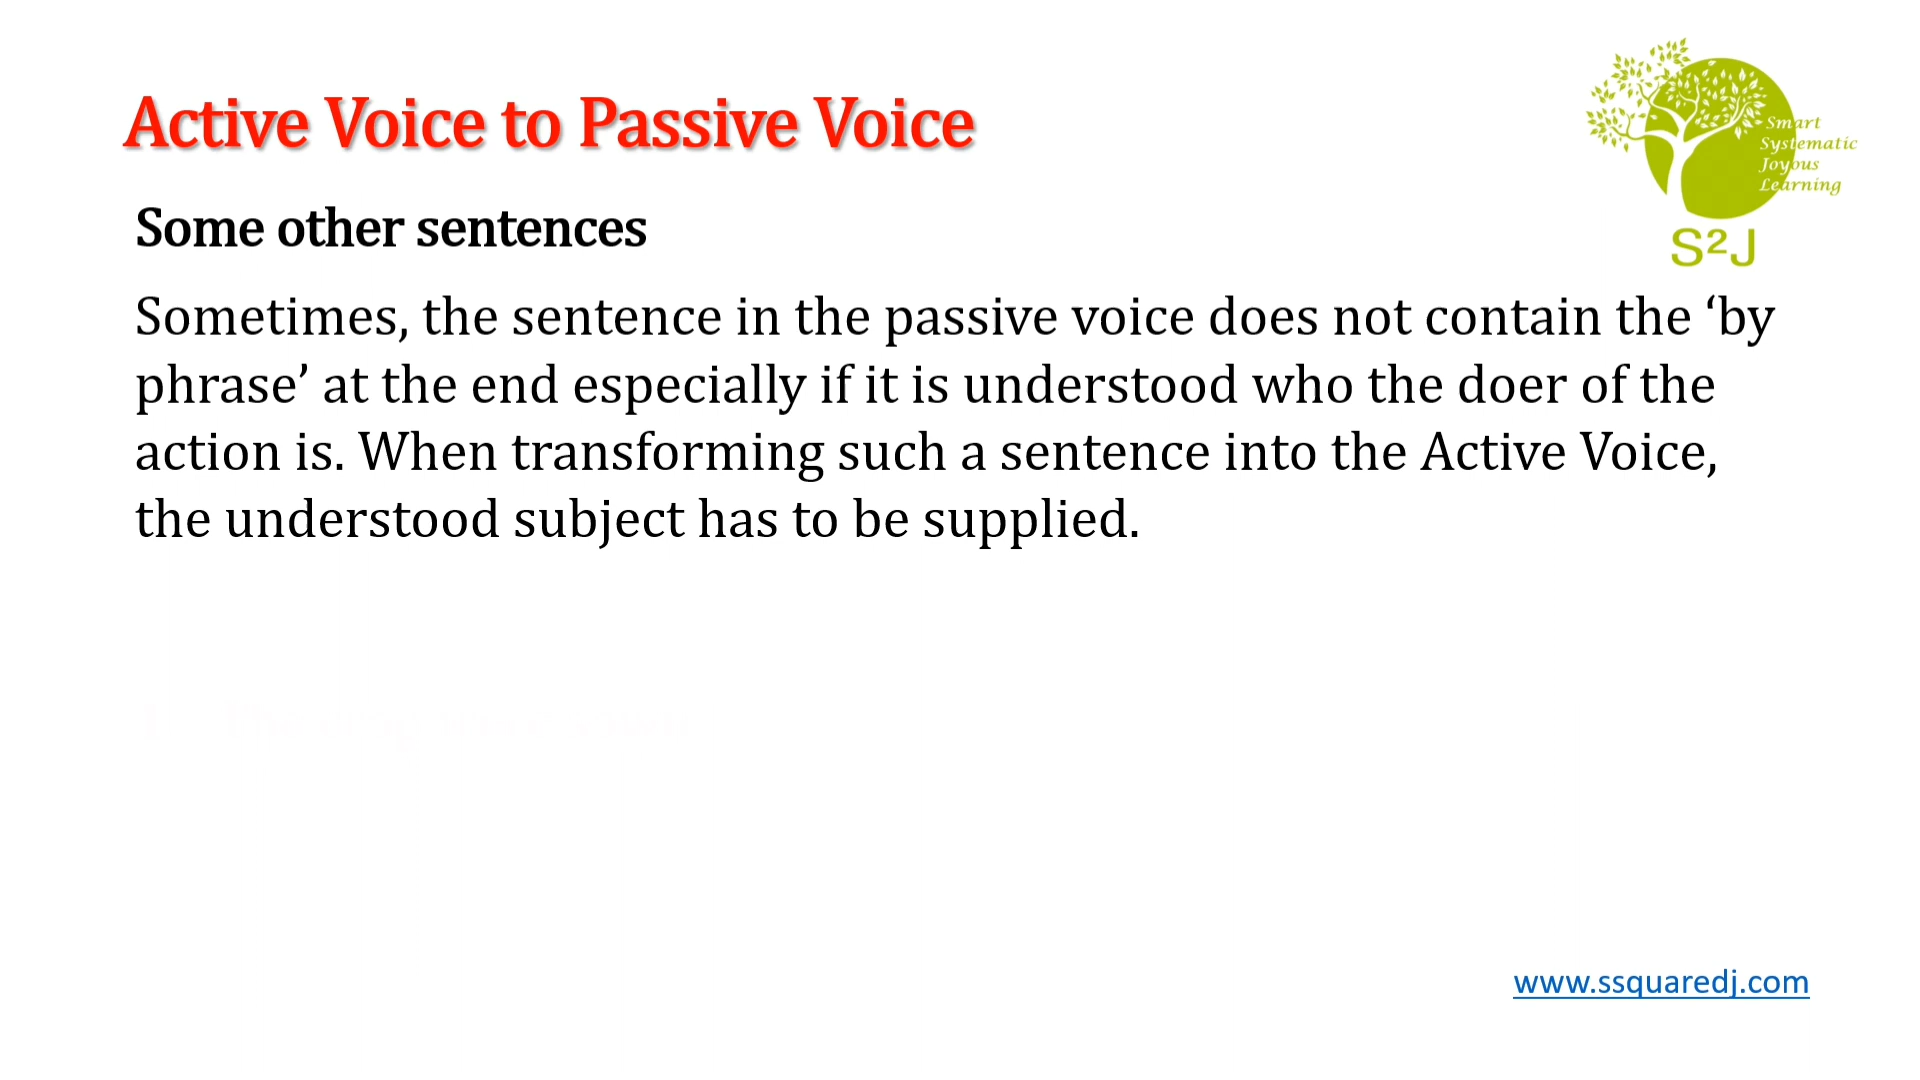 Active Voice to Passive Voice
Smart
Systematic
Joyous
Learning
S²J
Some other sentences
Sometimes, the sentence in the passive voice does not contain the ‘by
phrase’ at the end especially if it is understood who the doer of the
action is. When transforming such a sentence into the Active Voice,
the understood subject has to be supplied.
www.ssquaredj.com